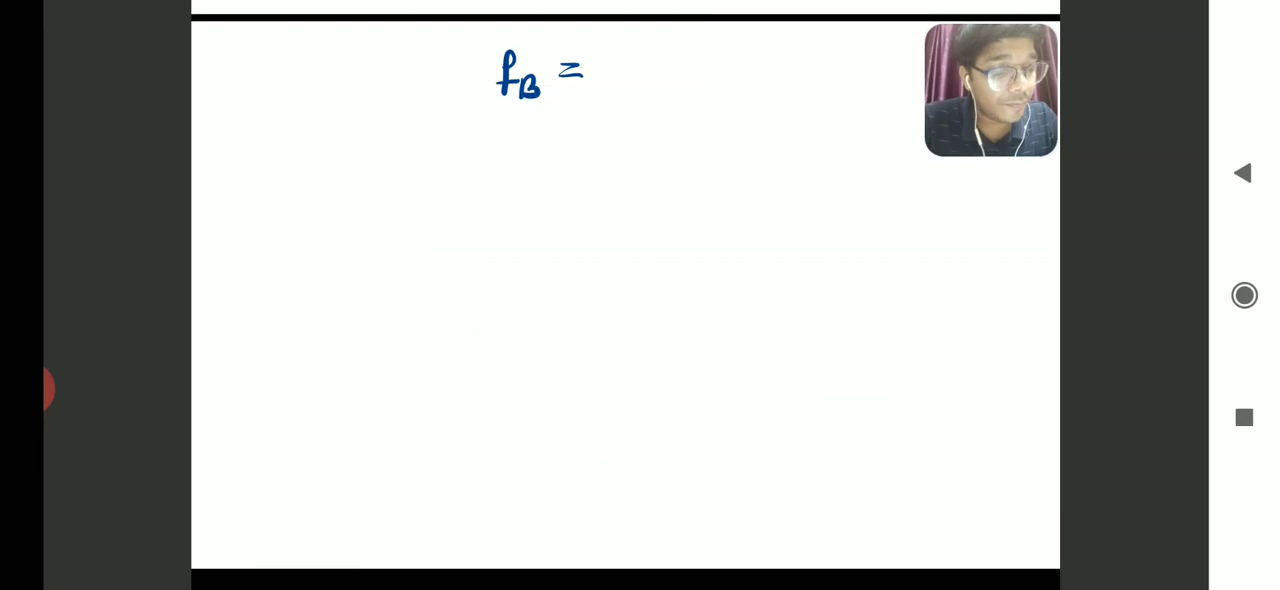 f_B =